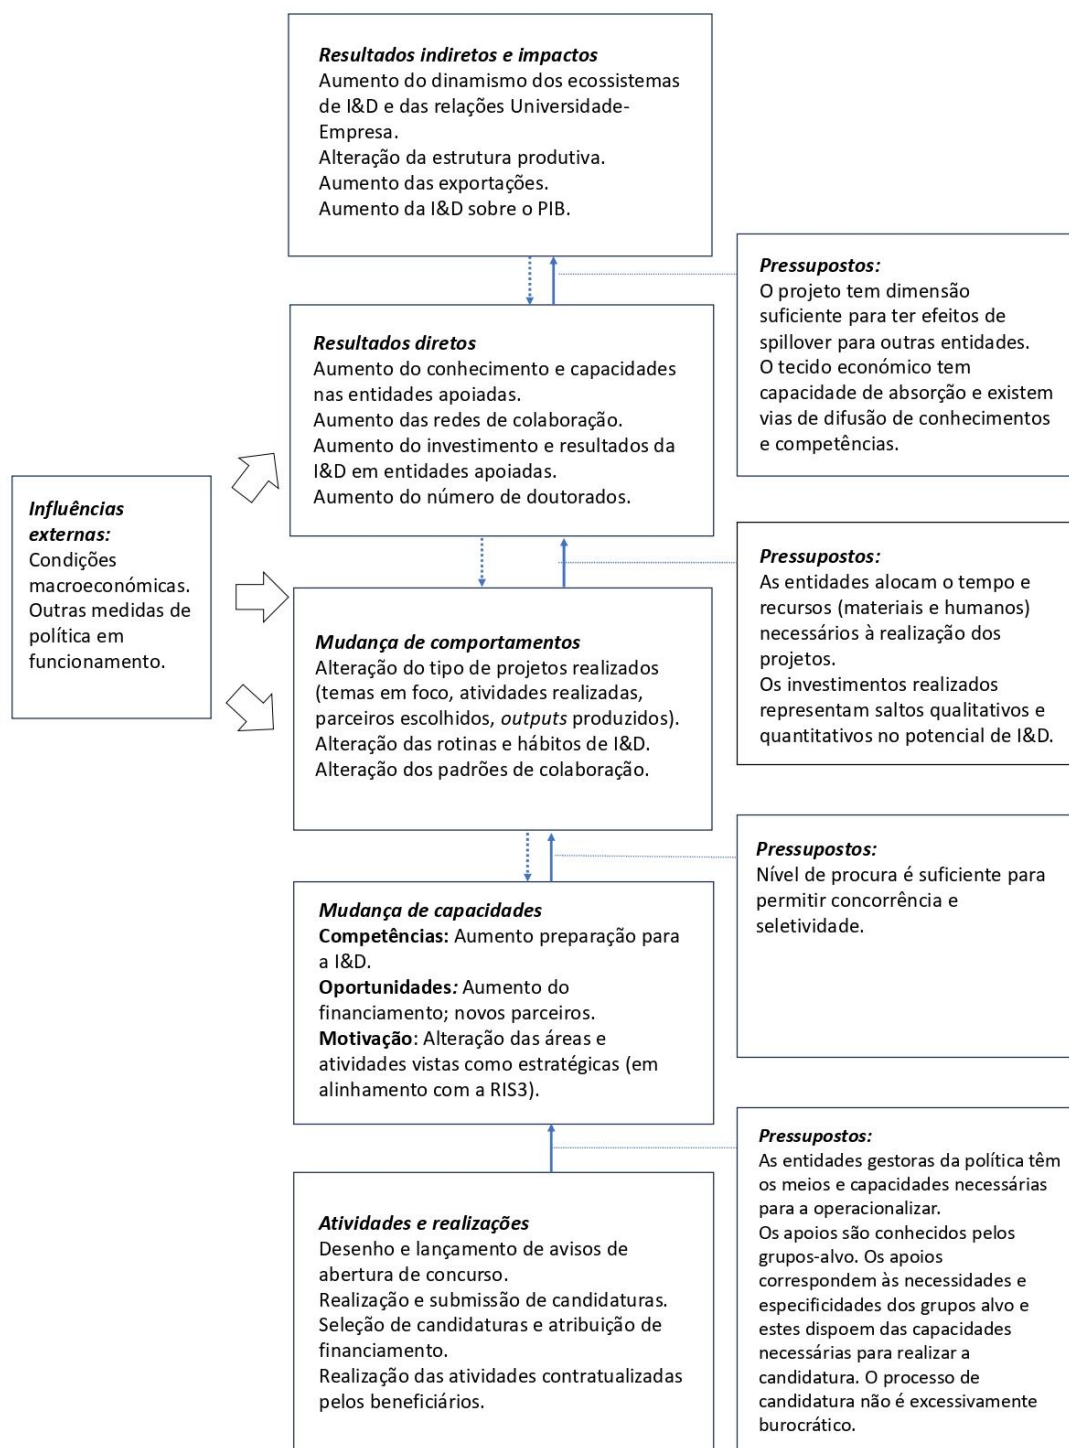 Resultados indiretos e impactos
Aumento do dinamismo dos ecossistemas
de I&D e das relações Universidade-
Empresa.
Alteração da estrutura produtiva.
Aumento das exportações.
Aumento da I&D sobre o PIB.
Pressupostos:
O projeto tem dimensão
suficiente para ter efeitos de
spillover para outras entidades.
O tecido económico tem
capacidade de absorção e existem
vias de difusão de conhecimentos
e competências.
Resultados diretos
Aumento do conhecimento e capacidades
nas entidades apoiadas.
Aumento das redes de colaboração.
Aumento do investimento e resultados da
I&D em entidades apoiadas.
Aumento do número de doutorados.
Influências
externas:
Condições
macroeconómicas.
Outras medidas de
política em
funcionamento.
Pressupostos:
As entidades alocam o tempo e
recursos (materiais e humanos)
necessários à realização dos
projetos.
Os investimentos realizados
representam saltos qualitativos e
quantitativos no potencial de I&D.
Mudança de comportamentos
Alteração do tipo de projetos realizados
(temas em foco, atividades realizadas,
parceiros escolhidos, outputs produzidos).
Alteração das rotinas e hábitos de I&D.
Alteração dos padrões de colaboração.
Pressupostos:
Nível de procura é suficiente para
permitir concorrência e
seletividade.
Mudança de capacidades
Competências: Aumento preparação para
a I&D.
Oportunidades: Aumento do
financiamento; novos parceiros.
Motivação: Alteração das áreas e
atividades vistas como estratégicas (em
alinhamento com a RIS3).
Pressupostos:
As entidades gestoras da política têm
os meios e capacidades necessárias
para a operacionalizar.
Os apoios são conhecidos pelos
grupos-alvo. Os apoios
correspondem às necessidades e
especificidades dos grupos alvo e
estes dispoem das capacidades
necessárias para realizar a
candidatura. O processo de
candidatura não é excessivamente
burocrático.
Atividades e realizações
Desenho e lançamento de avisos de
abertura de concurso.
Realização e submissão de candidaturas.
Seleção de candidaturas e atribuição de
financiamento.
Realização das atividades contratualizadas
pelos beneficiários.